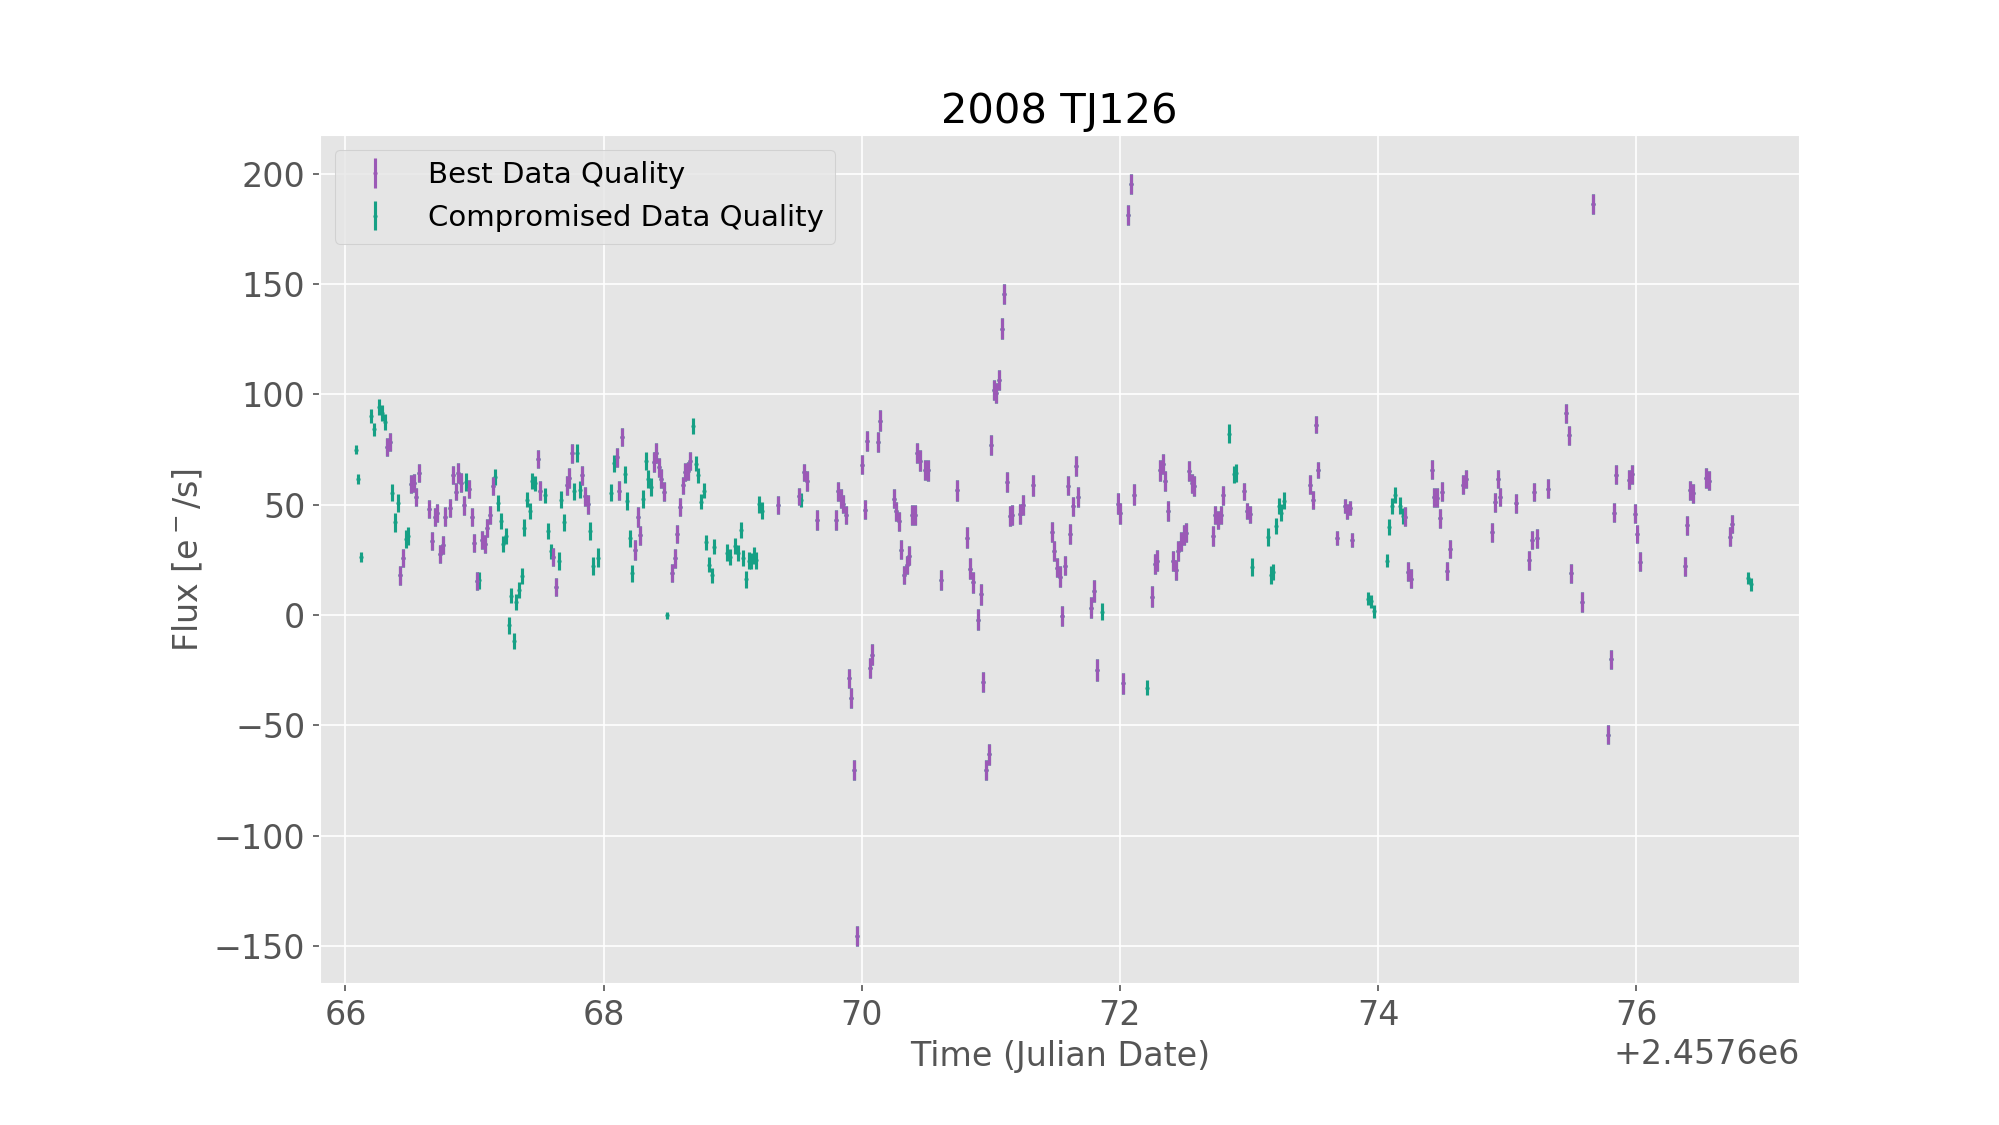 2008 TJ126
Best Data Quality
Compromised Data Quality
200
150
100
50
0
−50
−100
−150
Flux [e⁻/s]
66 68 70 72 74 76
Time (Julian Date)
+2.4576e6